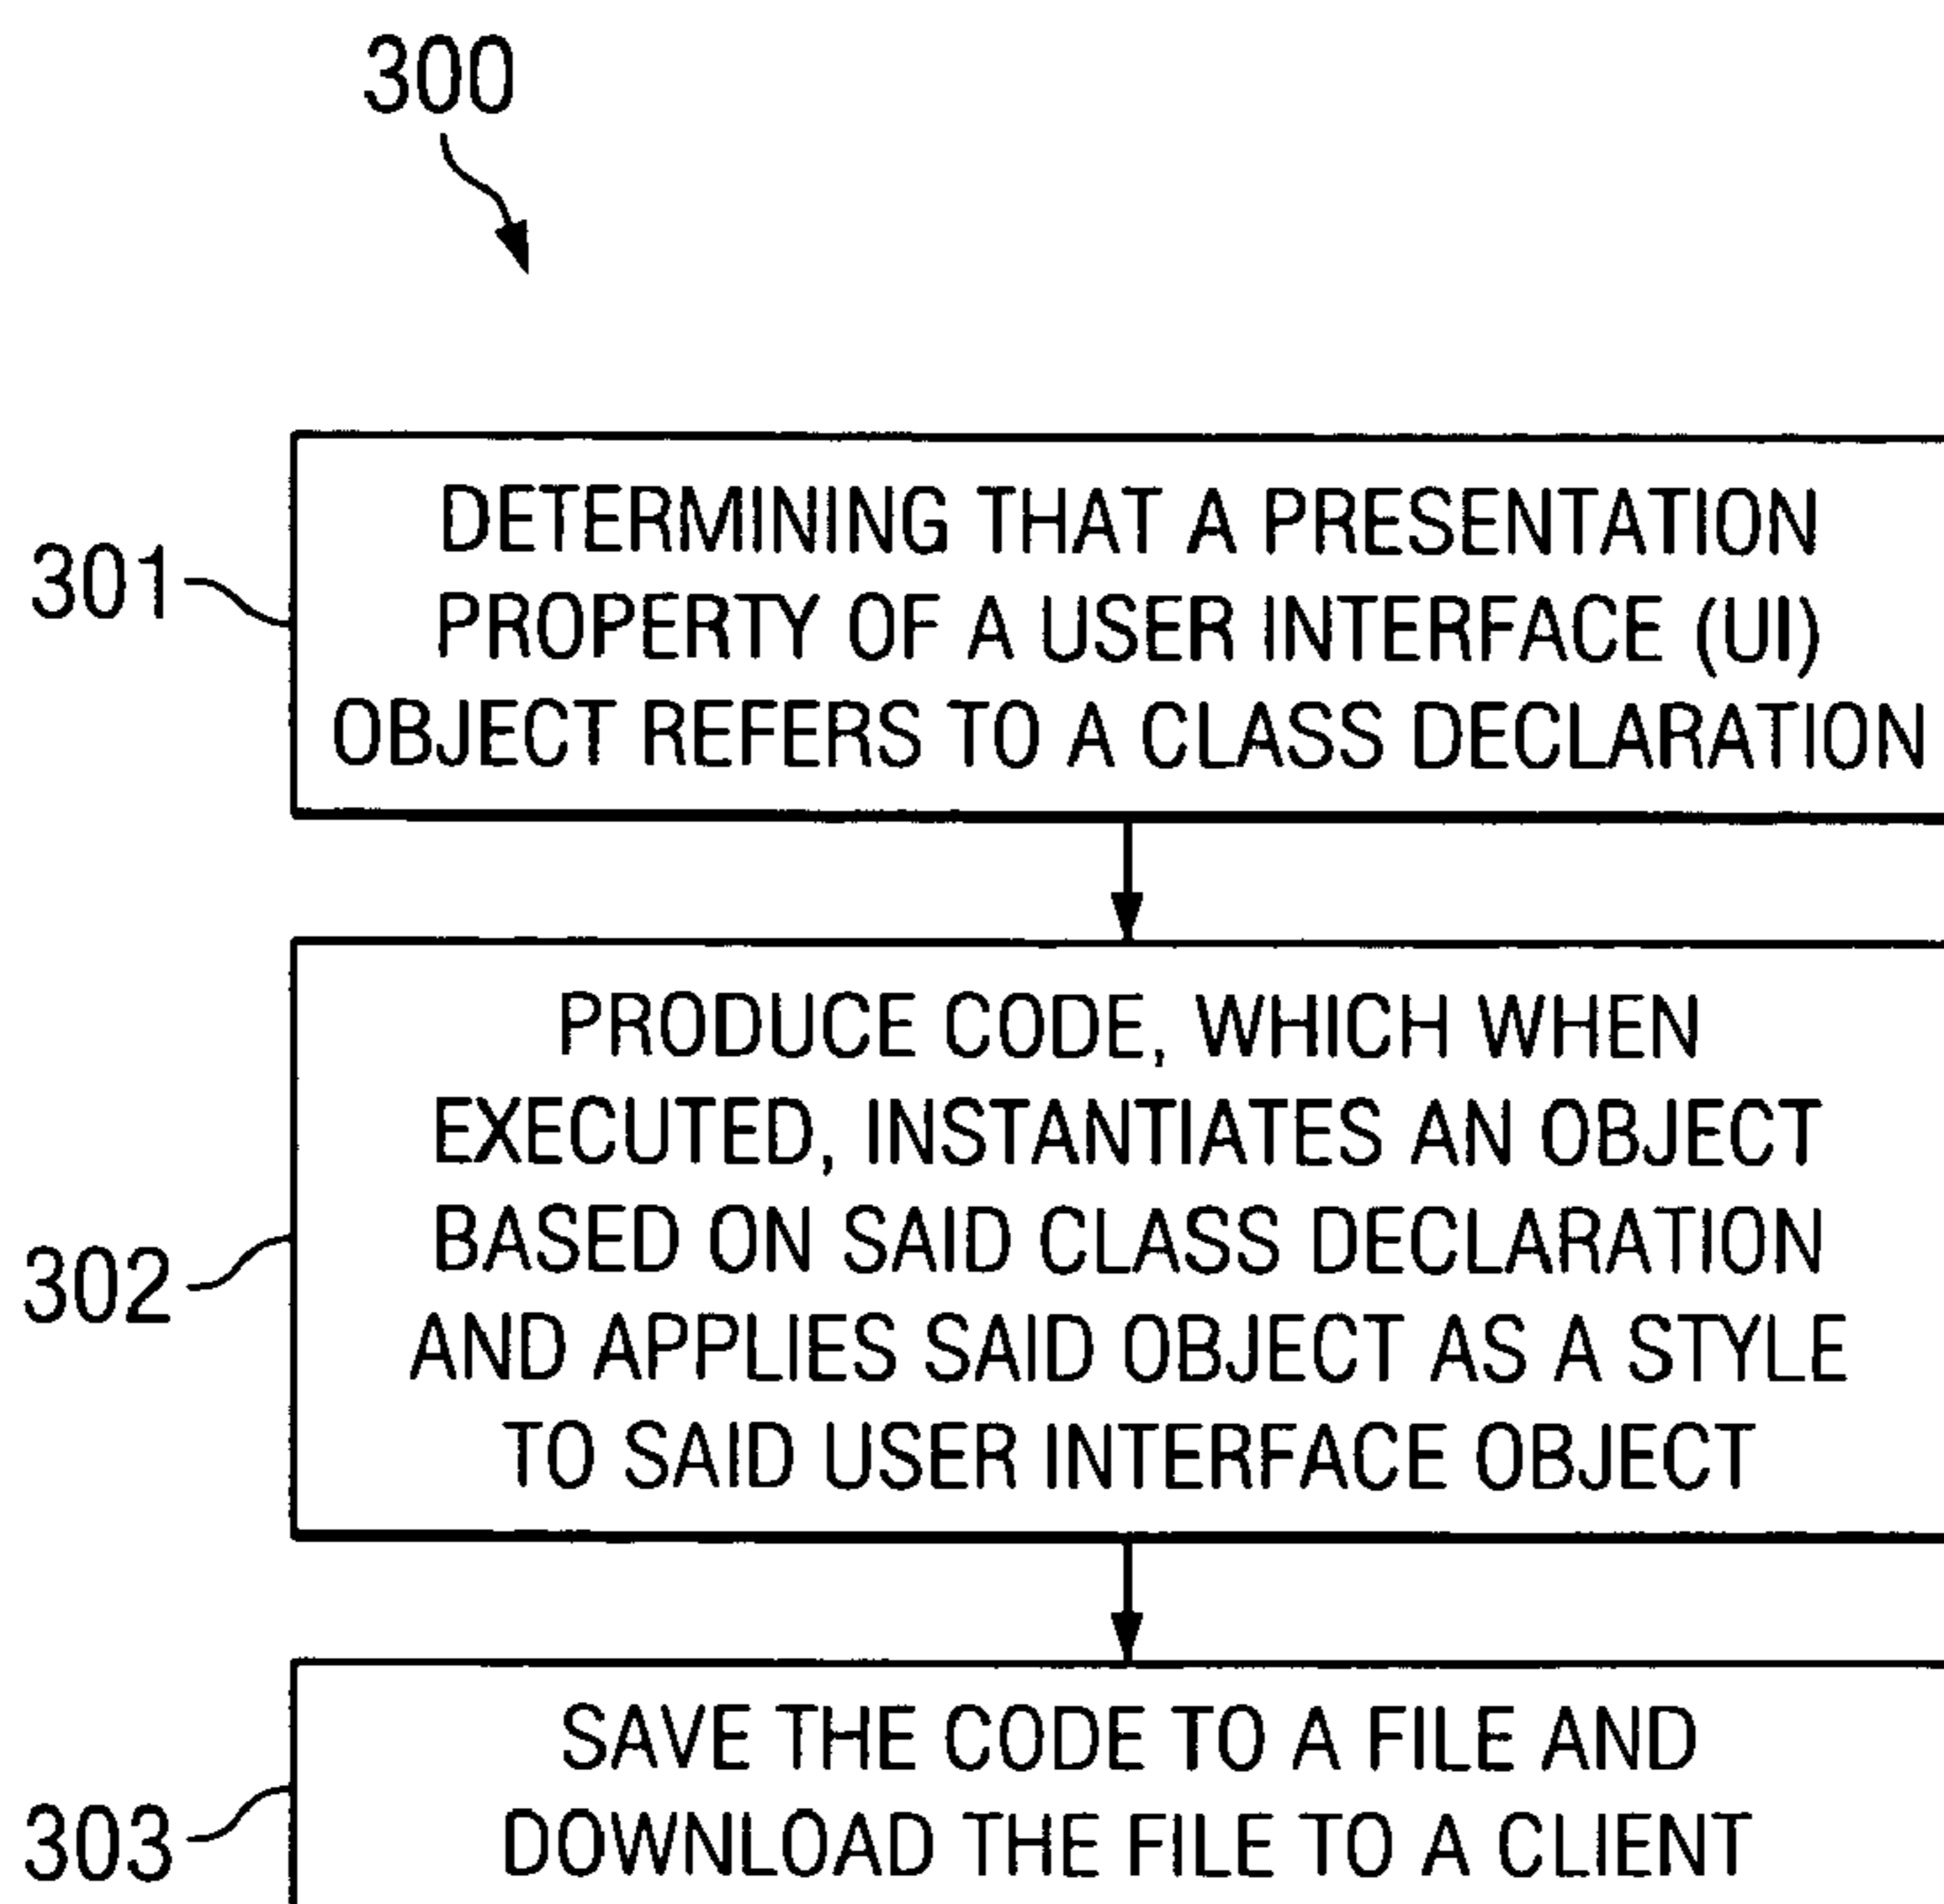 300
301
DETERMINING THAT A PRESENTATION
PROPERTY OF A USER INTERFACE (UI)
OBJECT REFERS TO A CLASS DECLARATION
302
PRODUCE CODE, WHICH WHEN
EXECUTED, INSTANTIATES AN OBJECT
BASED ON SAID CLASS DECLARATION
AND APPLIES SAID OBJECT AS A STYLE
TO SAID USER INTERFACE OBJECT
303
SAVE THE CODE TO A FILE AND
DOWNLOAD THE FILE TO A CLIENT